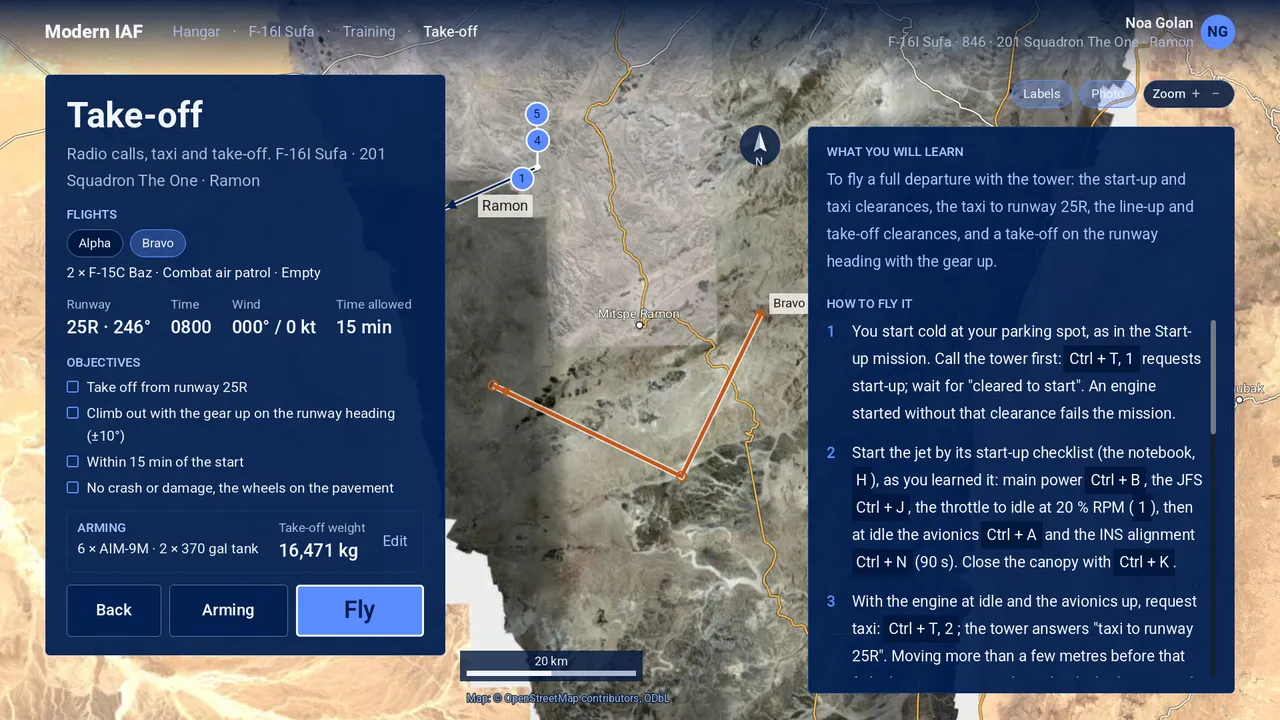 Modern IAF
Hangar · F-16I Sufa · Training · Take-off
Noa Golan
F-16I Sufa · 846 · 201 Squadron The One · Ramon
NG
Labels
Photo
Zoom + −
Take-off
Radio calls, taxi and take-off. F-16I Sufa · 201
Squadron The One · Ramon
FLIGHTS
Alpha
Bravo
2 × F-15C Baz · Combat air patrol · Empty
Runway
Time
Wind
Time allowed
25R · 246°
0800
000° / 0 kt
15 min
OBJECTIVES
Take off from runway 25R
Climb out with the gear up on the runway heading
(±10°)
Within 15 min of the start
No crash or damage, the wheels on the pavement
ARMING
6 × AIM-9M · 2 × 370 gal tank
Take-off weight
16,471 kg
Edit
Back
Arming
Fly
5
4
1
Ramon
N
Mitspe Ramon
Bravo
20 km
Map: © OpenStreetMap contributors, ODbL
WHAT YOU WILL LEARN
To fly a full departure with the tower: the start-up and
taxi clearances, the taxi to runway 25R, the line-up and
take-off clearances, and a take-off on the runway
heading with the gear up.
HOW TO FLY IT
1 You start cold at your parking spot, as in the Start-
up mission. Call the tower first: Ctrl + T, 1 requests
start-up; wait for "cleared to start". An engine
started without that clearance fails the mission.
2 Start the jet by its start-up checklist (the notebook,
H ), as you learned it: main power Ctrl + B , the JFS
Ctrl + J , the throttle to idle at 20 % RPM ( 1 ), then
at idle the avionics Ctrl + A and the INS alignment
Ctrl + N (90 s). Close the canopy with Ctrl + K .
3 With the engine at idle and the avionics up, request
taxi: Ctrl + T, 2 ; the tower answers "taxi to runway
25R". Moving more than a few metres before that